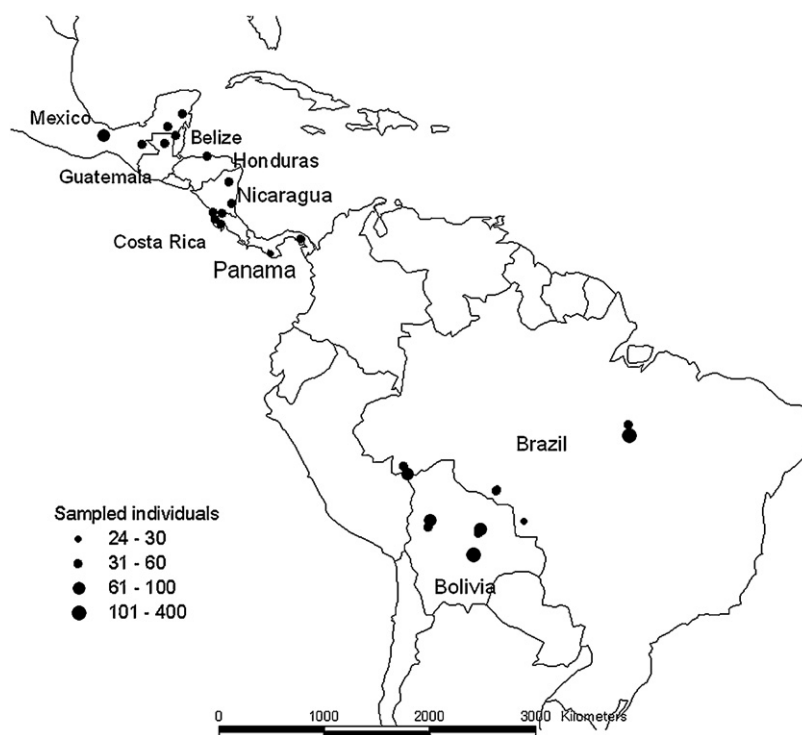 Mexico
Belize
Honduras
Guatemala
Nicaragua
Costa Rica
Panama
Brazil
Bolivia
Sampled individuals
24 - 30
31 - 60
61 - 100
101 - 400
0 1000 2000 3000 Kilometers